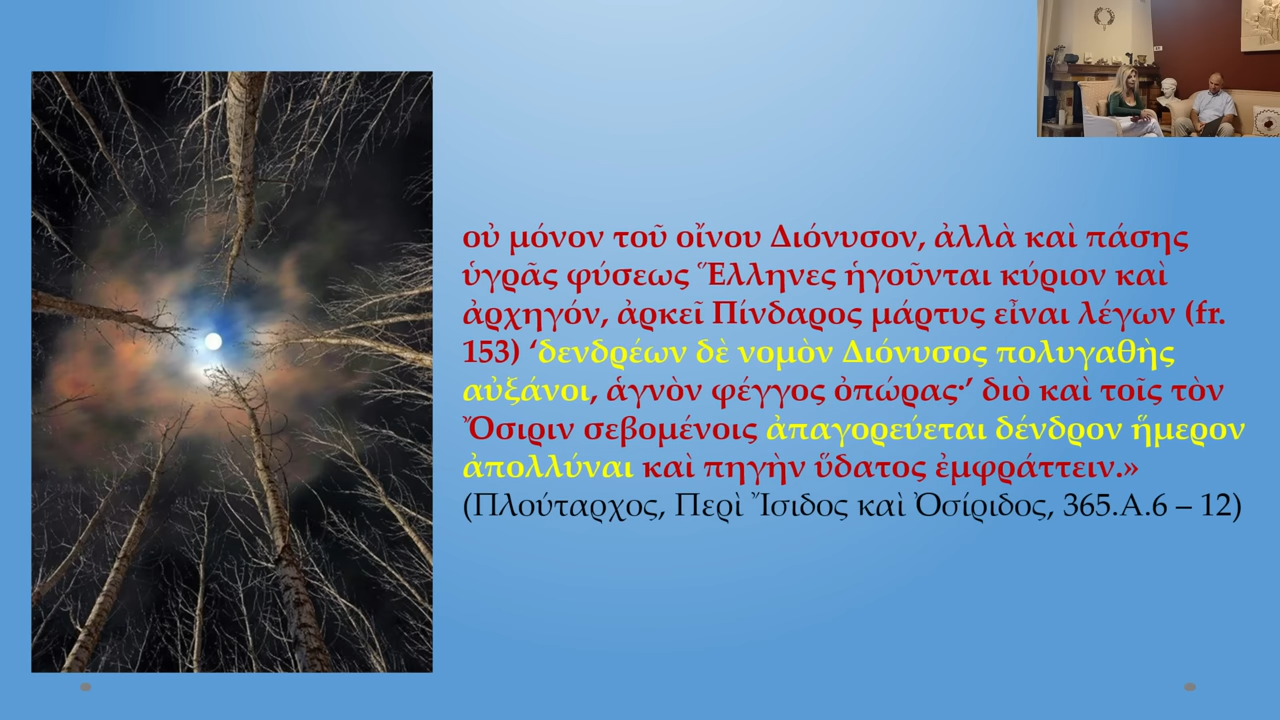 οὐ μόνον τοῦ οἴνου Διόνυσον, ἀλλὰ καὶ πάσης
ὑγρᾶς φύσεως Ἕλληνες ἡγοῦνται κύριον καὶ
ἀρχηγόν, ἀρκεῖ Πίνδαρος μάρτυς εἶναι λέγων (fr.
153) ‘δενδρέων δὲ νομὸν Διόνυσος πολυγαθὴς
αὐξάνοι, ἁγνὸν φέγγος ὀπώρας·’ διὸ καὶ τοῖς τὸν
Ὄσιριν σεβομένοις ἀπαγορεύεται δένδρον ἥμερον
ἀπολλύναι καὶ πηγὴν ὕδατος ἐμφράττειν.»
(Πλούταρχος, Περὶ Ἴσιδος καὶ Ὀσίριδος, 365.A.6 – 12)